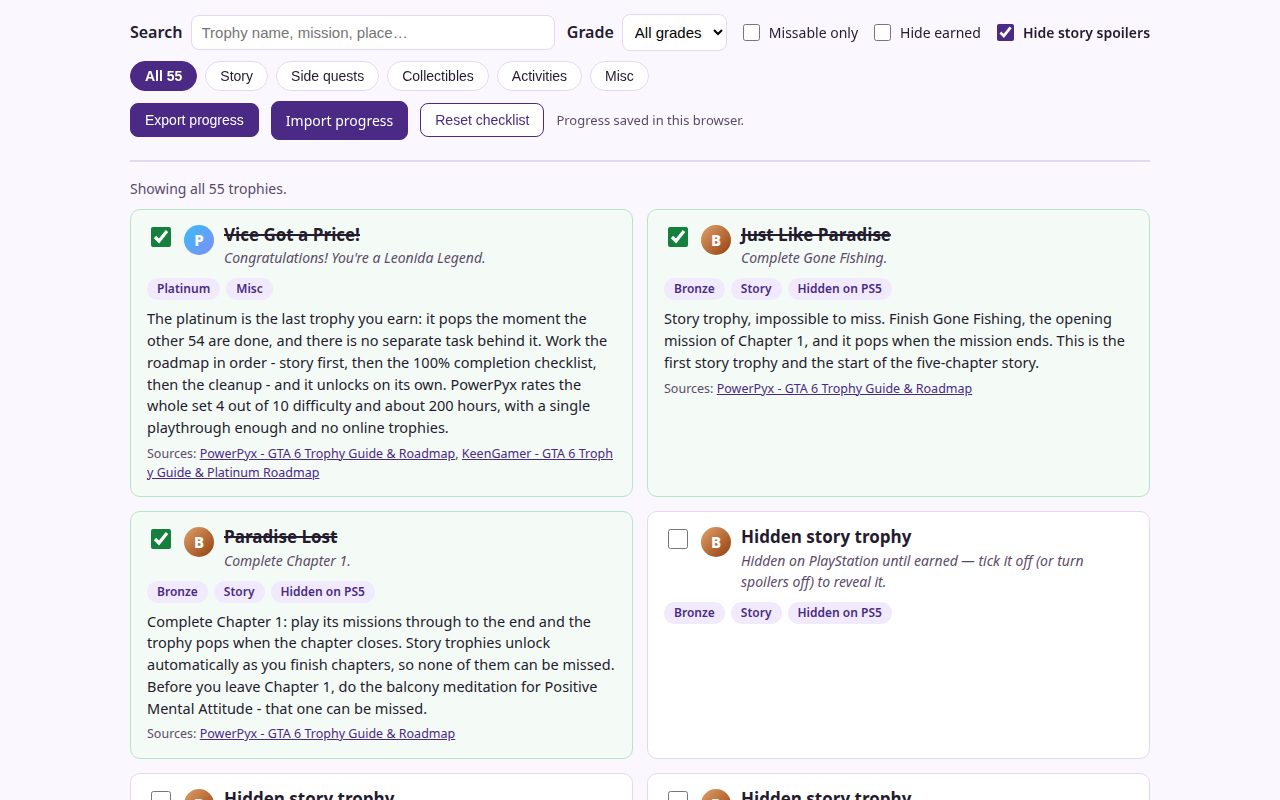 Search Trophy name, mission, place… Grade All grades Missable only Hide earned Hide story spoilers
All 55 Story Side quests Collectibles Activities Misc
Export progress Import progress Reset checklist Progress saved in this browser.
Showing all 55 trophies.
P Vice Got a Price!
Congratulations! You're a Leonida Legend.
Platinum Misc
The platinum is the last trophy you earn: it pops the moment the
other 54 are done, and there is no separate task behind it. Work the
roadmap in order - story first, then the 100% completion checklist,
then the cleanup - and it unlocks on its own. PowerPyx rates the
whole set 4 out of 10 difficulty and about 200 hours, with a single
playthrough enough and no online trophies.
Sources: PowerPyx - GTA 6 Trophy Guide & Roadmap, KeenGamer - GTA 6 Troph
y Guide & Platinum Roadmap
B Just Like Paradise
Complete Gone Fishing.
Bronze Story Hidden on PS5
Story trophy, impossible to miss. Finish Gone Fishing, the opening
mission of Chapter 1, and it pops when the mission ends. This is the
first story trophy and the start of the five-chapter story.
Sources: PowerPyx - GTA 6 Trophy Guide & Roadmap
B Paradise Lost
Complete Chapter 1.
Bronze Story Hidden on PS5
Complete Chapter 1: play its missions through to the end and the
trophy pops when the chapter closes. Story trophies unlock
automatically as you finish chapters, so none of them can be missed.
Before you leave Chapter 1, do the balcony meditation for Positive
Mental Attitude - that one can be missed.
Sources: PowerPyx - GTA 6 Trophy Guide & Roadmap
B Hidden story trophy
Hidden on PlayStation until earned — tick it off (or turn
spoilers off) to reveal it.
Bronze Story Hidden on PS5
B Hidden story trophy
B Hidden story trophy